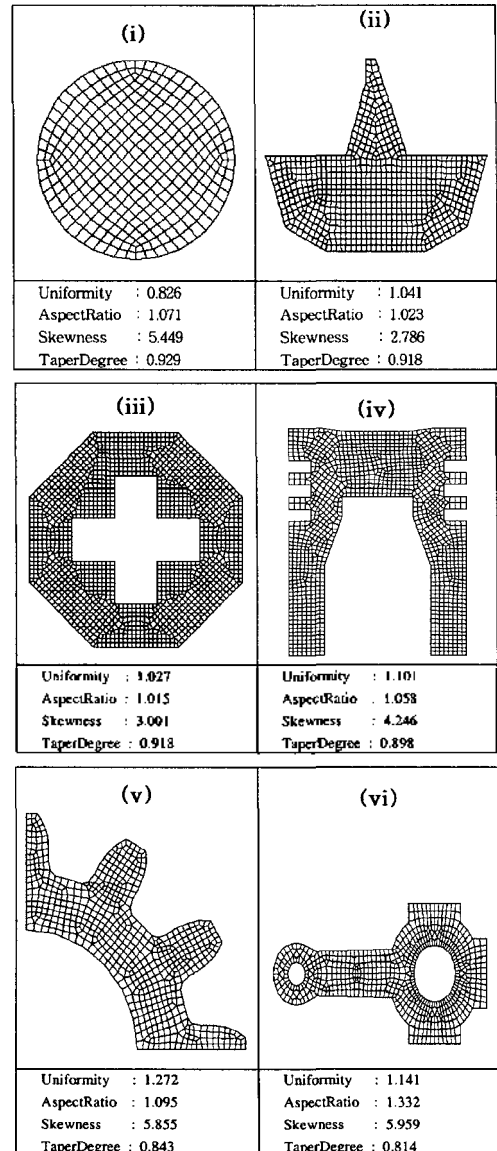 (i)
Uniformity : 0.826
AspectRatio : 1.071
Skewness : 5.449
TaperDegree : 0.929
(ii)
Uniformity : 1.041
AspectRatio : 1.023
Skewness : 2.786
TaperDegree : 0.918
(iii)
Uniformity : 1.027
AspectRatio : 1.015
Skewness : 3.001
TaperDegree : 0.918
(iv)
Uniformity : 1.101
AspectRatio : 1.058
Skewness : 4.246
TaperDegree : 0.898
(v)
Uniformity : 1.272
AspectRatio : 1.095
Skewness : 5.855
TaperDegree : 0.843
(vi)
Uniformity : 1.141
AspectRatio : 1.332
Skewness : 5.959
TaperDegree : 0.814